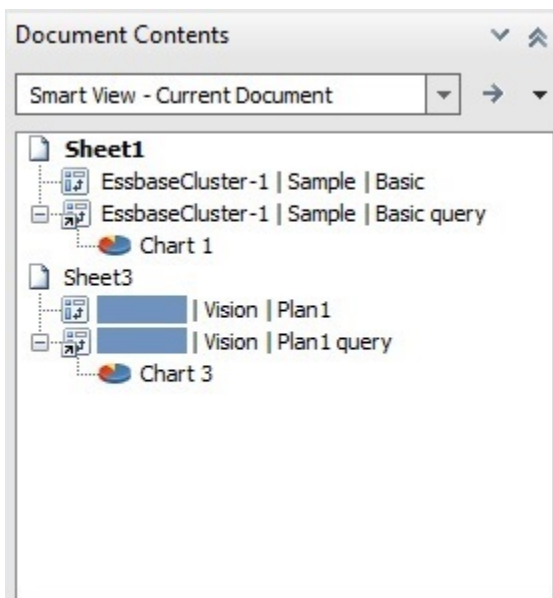 Document Contents
Smart View - Current Document
Sheet1
EssbaseCluster-1 | Sample | Basic
EssbaseCluster-1 | Sample | Basic query
Chart 1
Sheet3
| Vision | Plan1
| Vision | Plan1 query
Chart 3